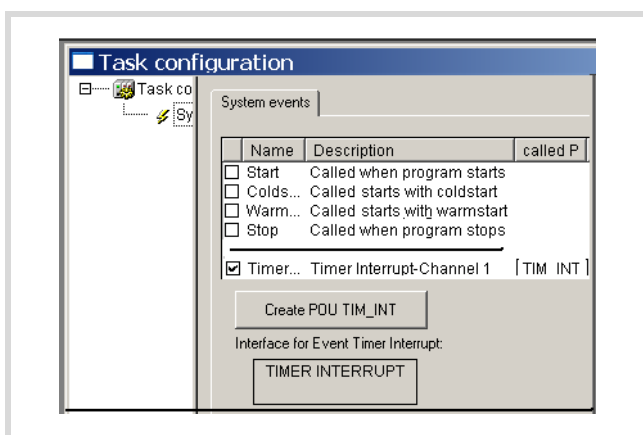 Task configuration
Task co
Sy
System events
Name Description called P
Start Called when program starts
Colds... Called starts with coldstart
Warm... Called starts with warmstart
Stop Called when program stops
Timer... Timer Interrupt-Channel 1 [TIM_INT]
Create POU TIM_INT
Interface for Event Timer Interrupt:
TIMER INTERRUPT